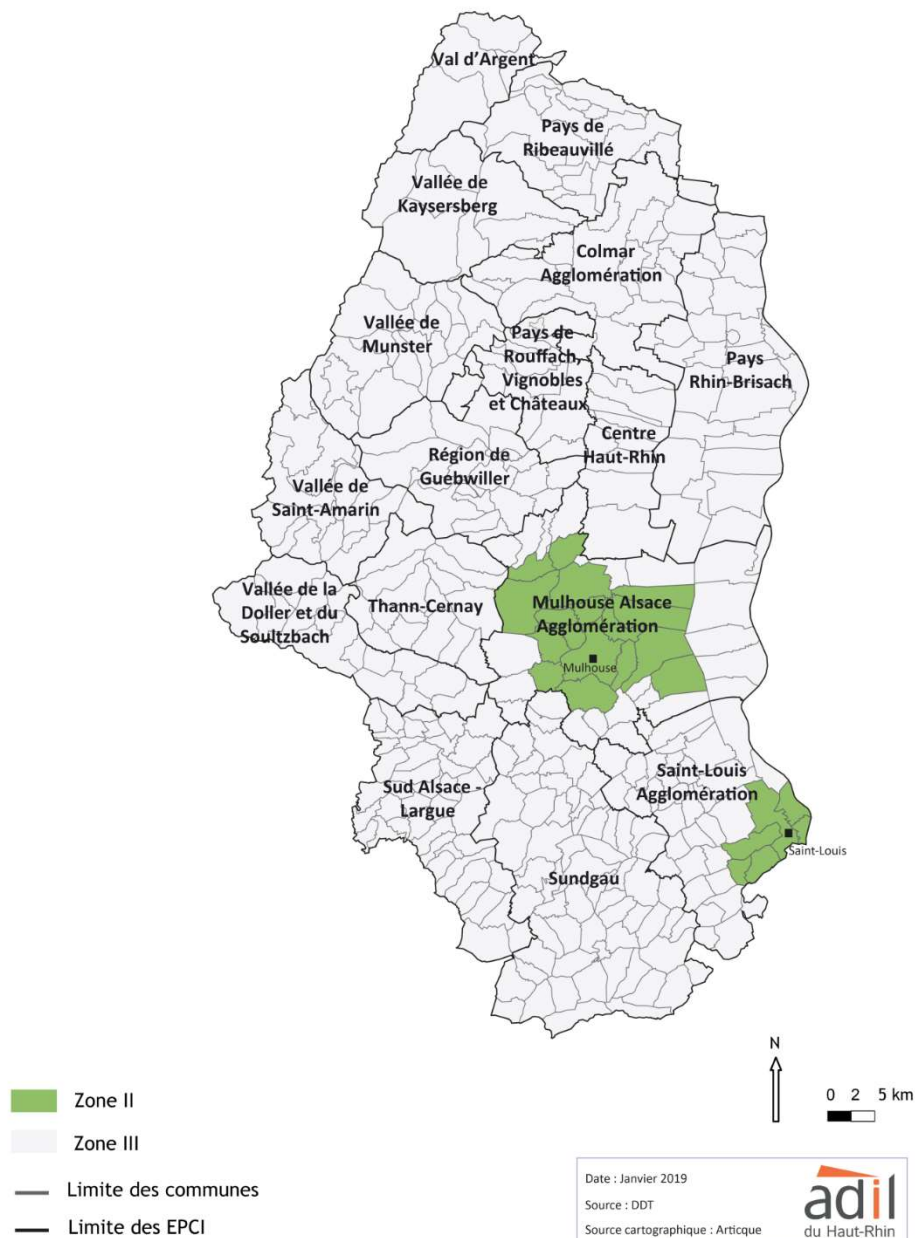 Val d'Argent
Pays de
Ribeauvillé
Vallée de
Kaysersberg
Colmar
Agglomération
Vallée de
Munster
Pays de
Rouffach,
Vignobles
et Châteaux
Pays
Rhin-Brisach
Centre
Haut-Rhin
Région de
Guebwiller
Vallée de
Saint-Amarin
Vallée de la
Doller et du
Soultzbach
Thann-Cernay
Mulhouse Alsace
Agglomération
Mulhouse
Saint-Louis
Agglomération
Saint-Louis
Sud Alsace -
Largue
Sundgau
N
0 2 5 km
Zone II
Zone III
Limite des communes
Limite des EPCI
Date : Janvier 2019
Source : DDT
Source cartographique : Articque
adil
du Haut-Rhin